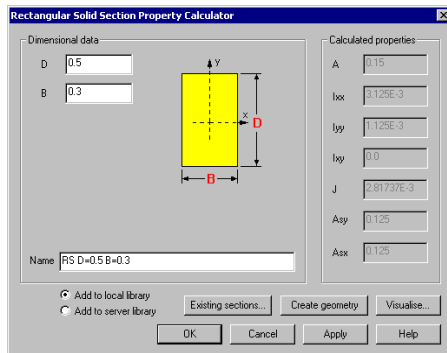 Rectangular Solid Section Property Calculator
Dimensional data
D 0.5
B 0.3
y
x
D
B
Name RS D=0.5 B=0.3
Calculated properties
A 0.15
Ixx 3.125E-3
Iyy 1.125E-3
Ixy 0.0
J 2.81737E-3
Asy 0.125
Asx 0.125
Add to local library
Add to server library
Existing sections... Create geometry Visualise...
OK Cancel Apply Help